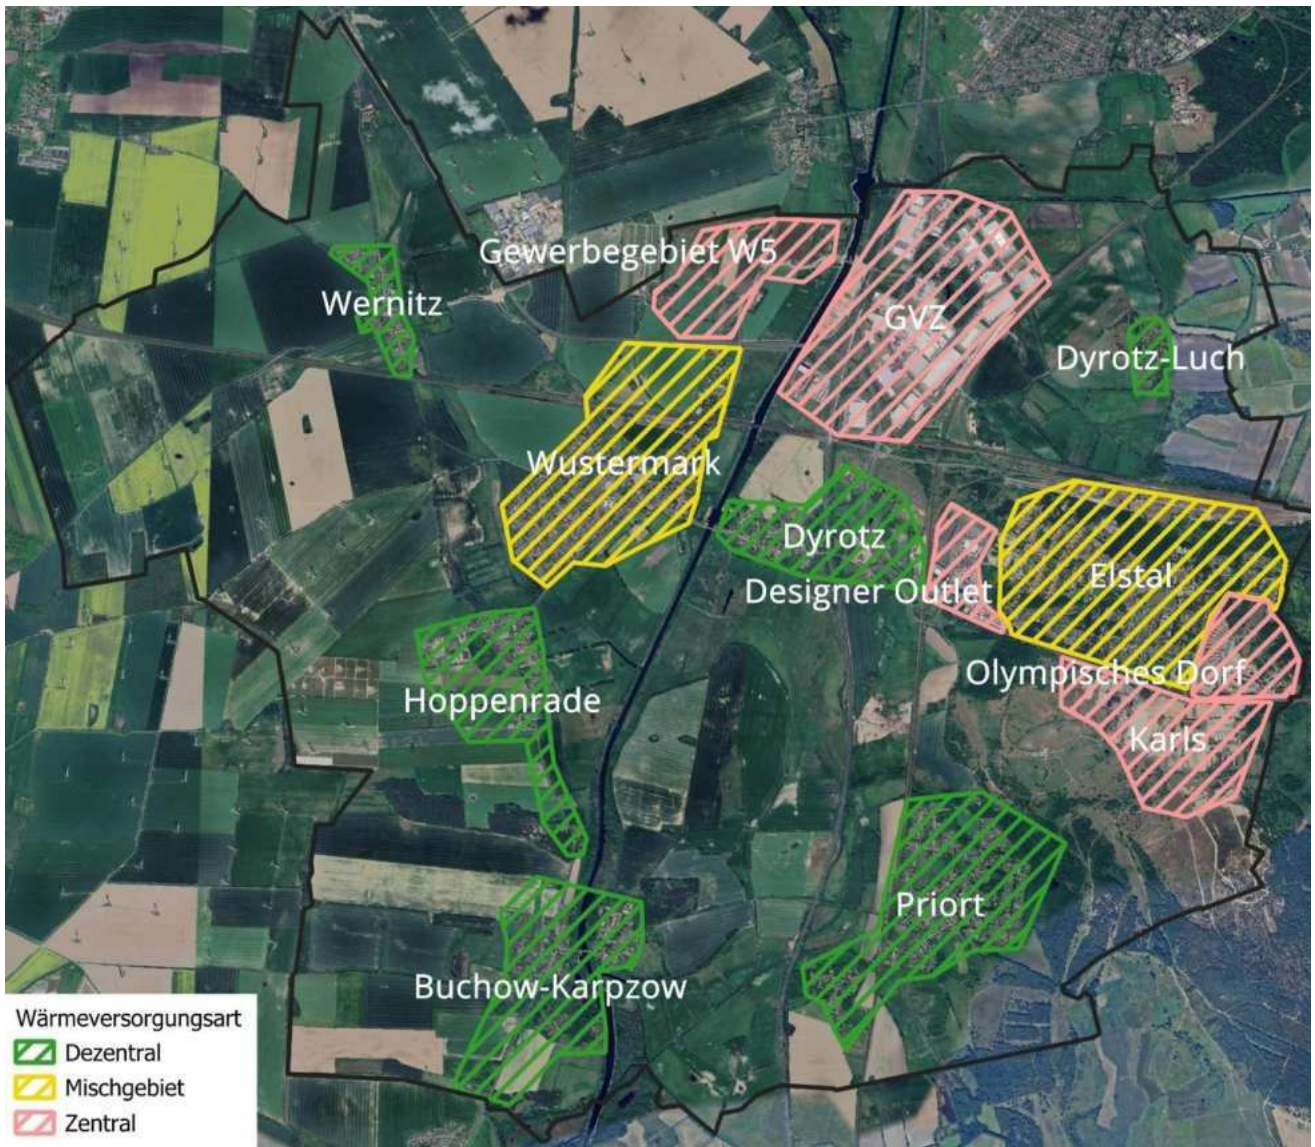 Gewerbegebiet W5
Wernitz
GVZ
Dyrotz-Luch
Wustermark
Dyrotz
Designer Outlet
Elstal
Olympisches Dorf
Hoppenrade
Karls
Priort
Buchow-Karpzow
Wärmeversorgungsart
Dezentral
Mischgebiet
Zentral